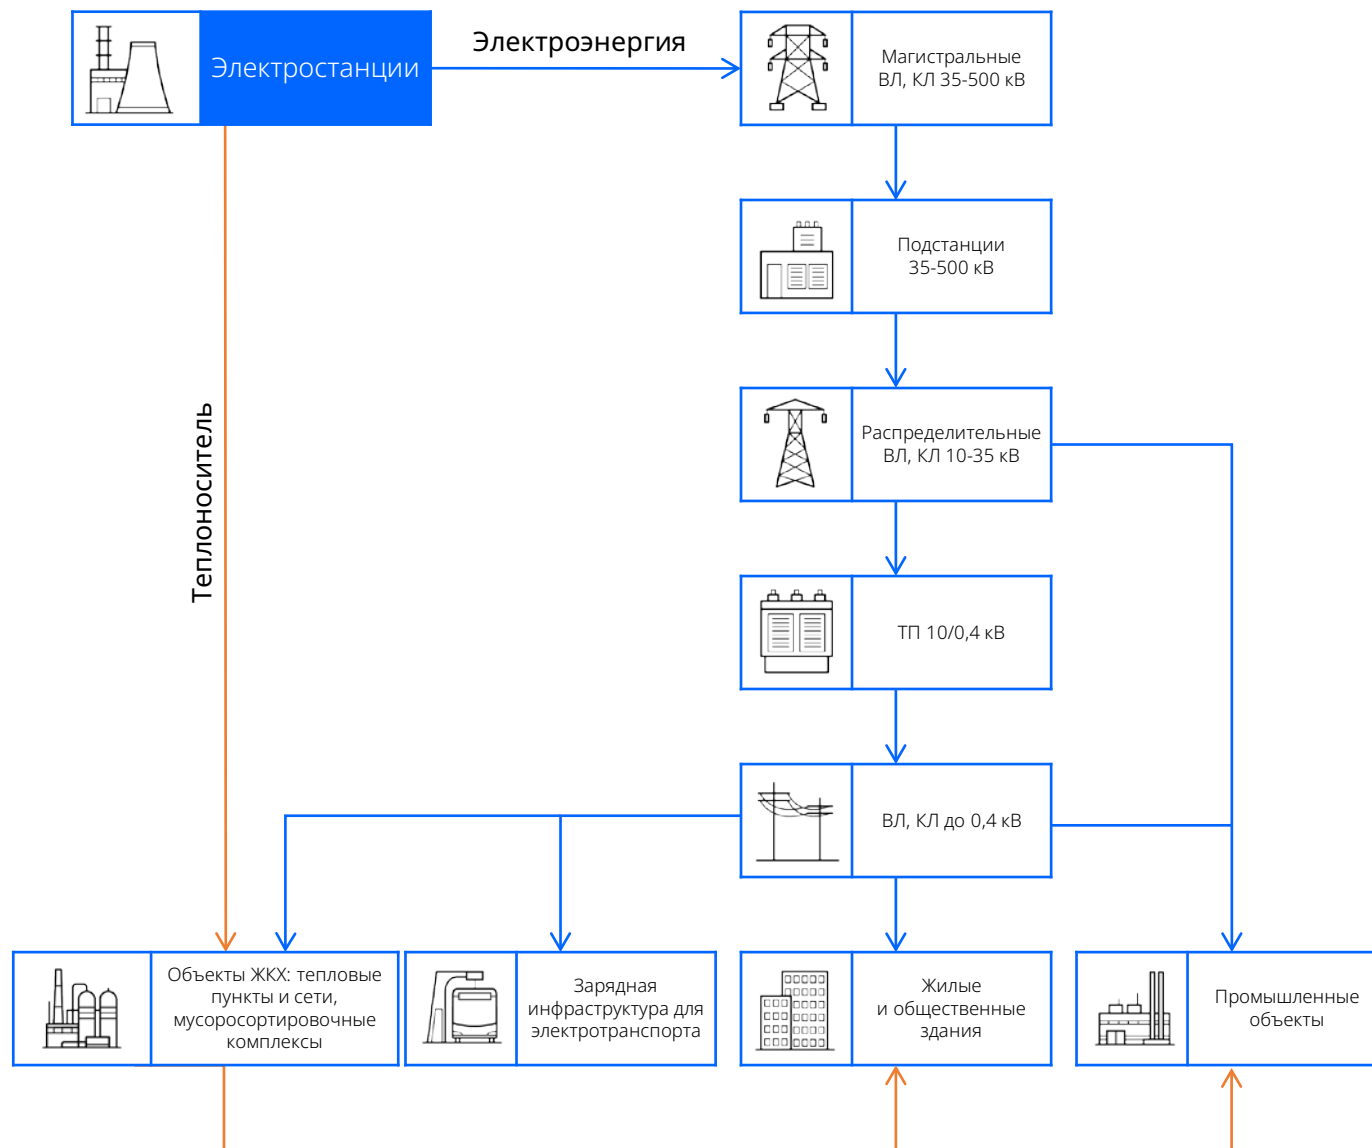 Электростанции
Электроэнергия
Магистральные
ВЛ, КЛ 35-500 кВ
Подстанции
35-500 кВ
Распределительные
ВЛ, КЛ 10-35 кВ
Теплоноситель
ТП 10/0,4 кВ
ВЛ, КЛ до 0,4 кВ
Объекты ЖКХ: тепловые
пункты и сети,
мусоросортировочные
комплексы
Зарядная
инфраструктура для
электротранспорта
Жилые
и общественные
здания
Промышленные
объекты